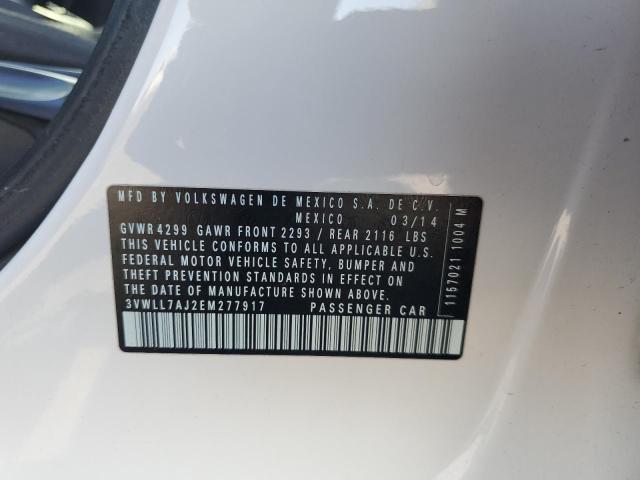 MFD BY VOLKSWAGEN DE MEXICO S.A. DE C.V.
MEXICO 03/14
GVWR 4299 GAWR FRONT 2293 / REAR 2116 LBS
THIS VEHICLE CONFORMS TO ALL APPLICABLE U.S.
FEDERAL MOTOR VEHICLE SAFETY, BUMPER AND
THEFT PREVENTION STANDARDS IN EFFECT ON
THE DATE OF MANUFACTURE SHOWN ABOVE.
3VWLL7AJ2EM277917 PASSENGER CAR
1157021 1004 M